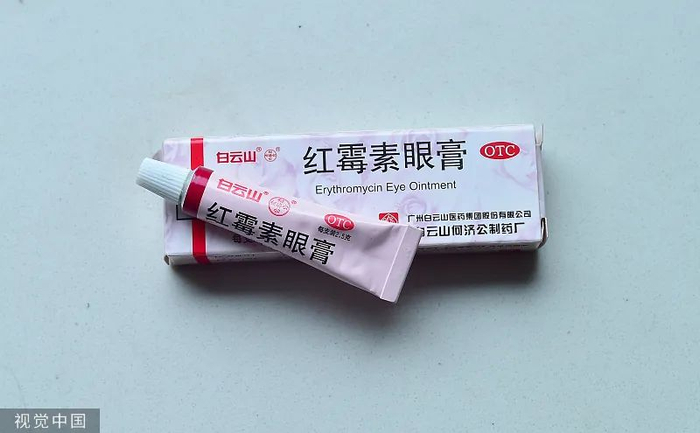 白云山
红霉素眼膏
OTC
Erythromycin Eye Ointment
广州白云山医药集团股份有限公司
白云山何济公制药厂
白云山
OTC
每支装2.5克
红霉素眼膏
视觉中国